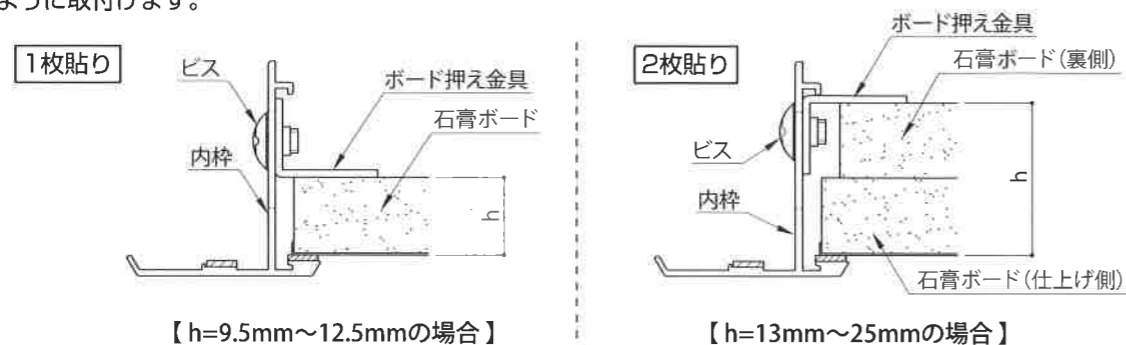 ように取付けます。
1枚貼り
ビス
ボード押え金具
石膏ボード
内枠
h
【h=9.5mm～12.5mmの場合】
2枚貼り
ボード押え金具
石膏ボード(裏側)
ビス
内枠
h
石膏ボード(仕上げ側)
【h=13mm～25mmの場合】